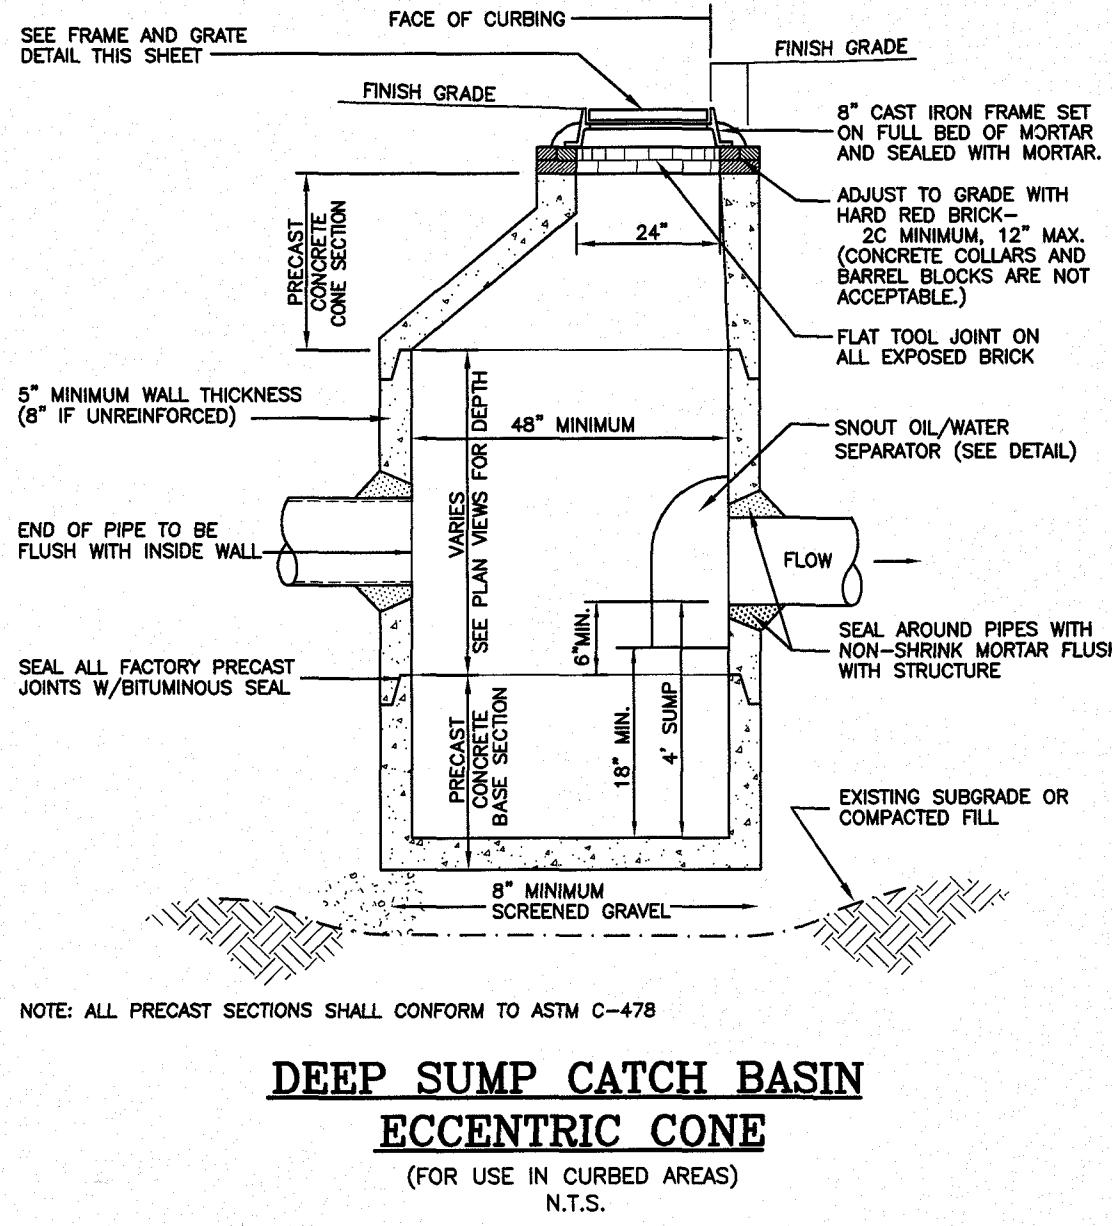 FACE OF CURBING
SEE FRAME AND GRATE
DETAIL THIS SHEET
FINISH GRADE
FINISH GRADE
8" CAST IRON FRAME SET
ON FULL BED OF MORTAR
AND SEALED WITH MORTAR.
ADJUST TO GRADE WITH
HARD RED BRICK-
2C MINIMUM, 12" MAX.
(CONCRETE COLLARS AND
BARREL BLOCKS ARE NOT
ACCEPTABLE.)
PRECAST
CONCRETE
CONE SECTION
24"
FLAT TOOL JOINT ON
ALL EXPOSED BRICK
5" MINIMUM WALL THICKNESS
(8" IF UNREINFORCED)
48" MINIMUM
VARIES
SEE PLAN VIEWS FOR DEPTH
SNOUT OIL/WATER
SEPARATOR (SEE DETAIL)
END OF PIPE TO BE
FLUSH WITH INSIDE WALL
FLOW
6"MIN.
SEAL AROUND PIPES WITH
NON-SHRINK MORTAR FLUSH
WITH STRUCTURE
SEAL ALL FACTORY PRECAST
JOINTS W/BITUMINOUS SEAL
PRECAST
CONCRETE
BASE SECTION
18" MIN.
4' SUMP
EXISTING SUBGRADE OR
COMPACTED FILL
8" MINIMUM
SCREENED GRAVEL
NOTE: ALL PRECAST SECTIONS SHALL CONFORM TO ASTM C-478
DEEP SUMP CATCH BASIN
ECCENTRIC CONE
(FOR USE IN CURBED AREAS)
N.T.S.